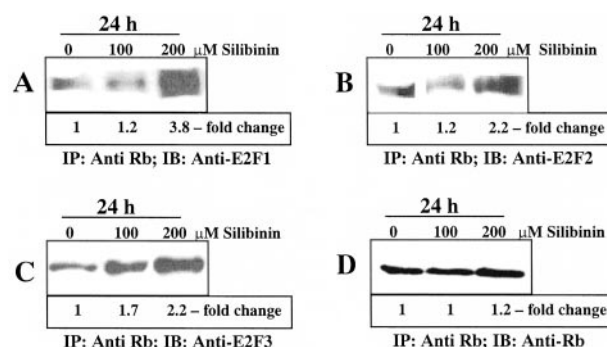 24 h
0 100 200 μM Silibinin
A
1 1.2 3.8 – fold change
IP: Anti Rb; IB: Anti-E2F1
24 h
0 100 200 μM Silibinin
B
1 1.2 2.2 – fold change
IP: Anti Rb; IB: Anti-E2F2
24 h
0 100 200 μM Silibinin
C
1 1.7 2.2 – fold change
IP: Anti Rb; IB: Anti-E2F3
24 h
0 100 200 μM Silibinin
D
1 1 1.2 – fold change
IP: Anti Rb; IB: Anti-Rb